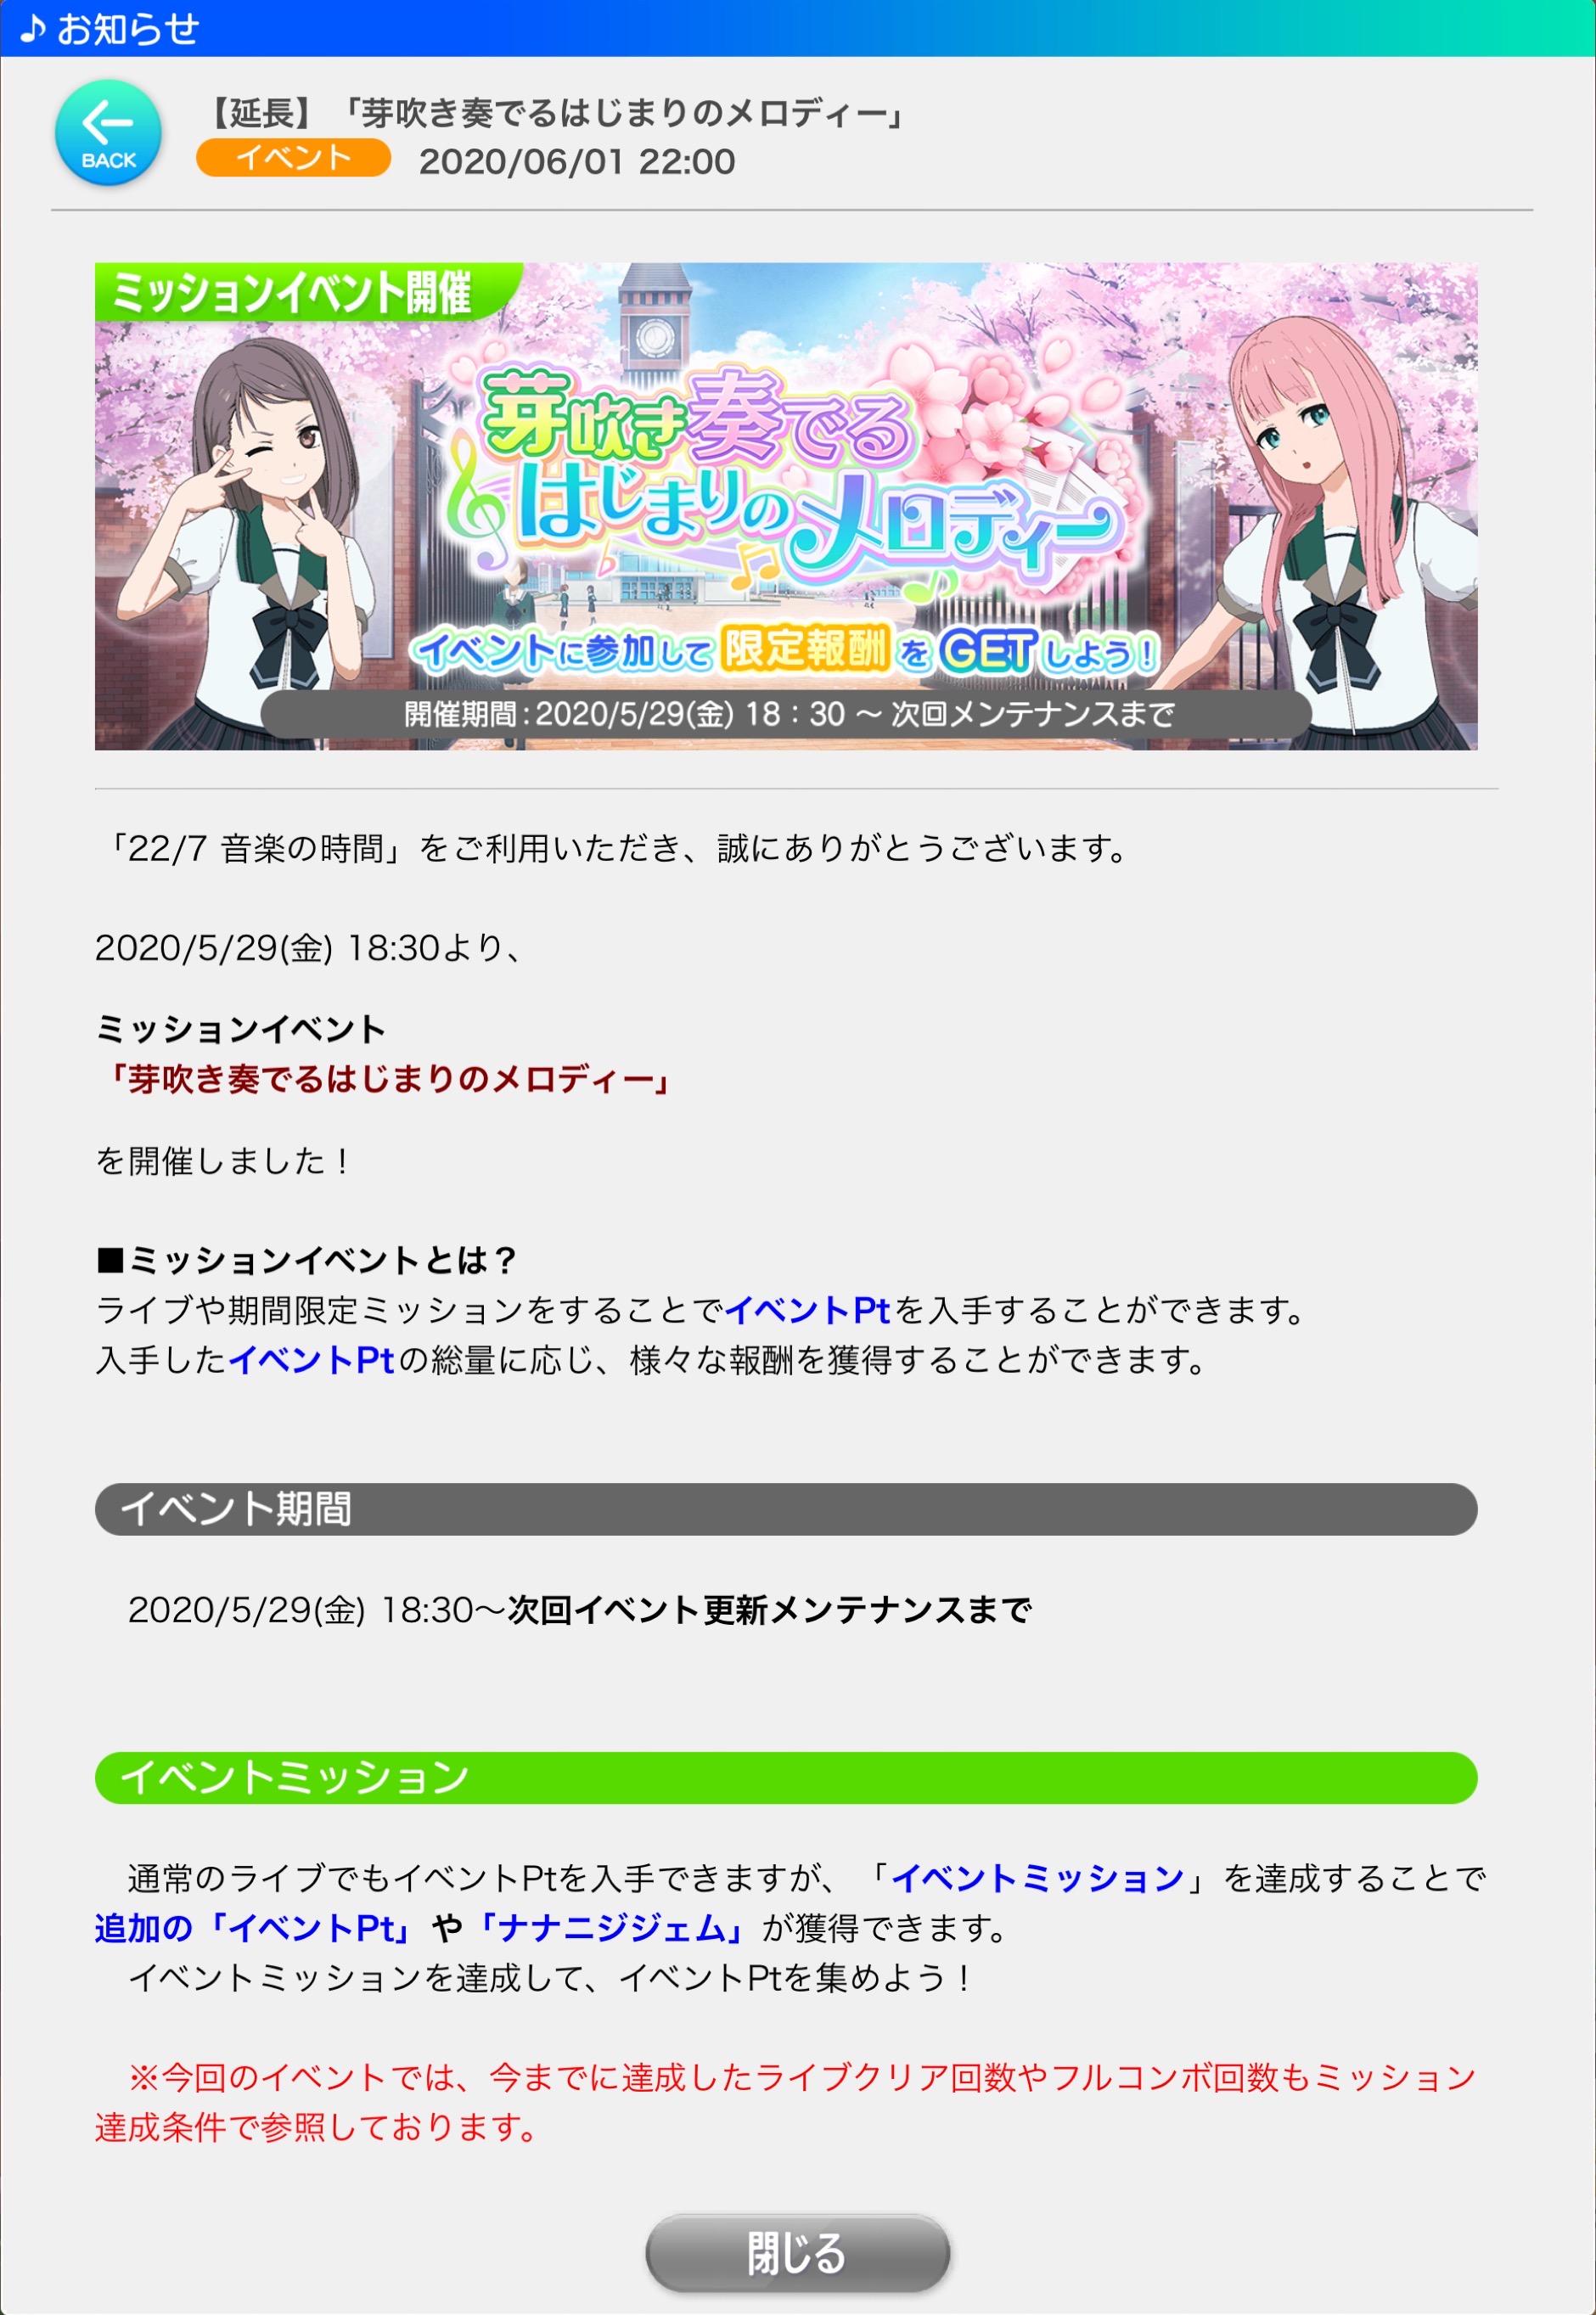 ♪お知らせ
BACK
【延長】「芽吹き奏でるはじまりのメロディー」
イベント 2020/06/01 22:00
ミッションイベント開催
芽吹き奏でる
はじまりのメロディー
イベントに参加して限定報酬をGETしよう！
開催期間：2020/5/29(金) 18：30 ～ 次回メンテナンスまで
「22/7 音楽の時間」をご利用いただき、誠にありがとうございます。
2020/5/29(金) 18:30より、
ミッションイベント
「芽吹き奏でるはじまりのメロディー」
を開催しました！
■ミッションイベントとは？
ライブや期間限定ミッションをすることでイベントPtを入手することができます。
入手したイベントPtの総量に応じ、様々な報酬を獲得することができます。
イベント期間
2020/5/29(金) 18:30～次回イベント更新メンテナンスまで
イベントミッション
通常のライブでもイベントPtを入手できますが、「イベントミッション」を達成することで
追加の「イベントPt」や「ナナニジジェム」が獲得できます。
イベントミッションを達成して、イベントPtを集めよう！
※今回のイベントでは、今までに達成したライブクリア回数やフルコンボ回数もミッション
達成条件で参照しております。
閉じる